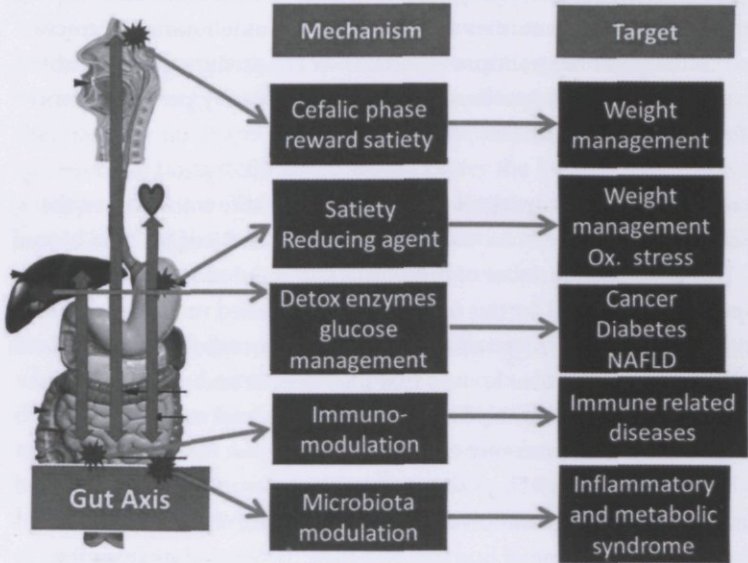 Mechanism
Target
Cefalic phase
reward satiety
Weight
management
Satiety
Reducing agent
Weight
management
Ox. stress
Detox enzymes
glucose
management
Cancer
Diabetes
NAFLD
Immuno-
modulation
Immune related
diseases
Gut Axis
Microbiota
modulation
Inflammatory
and metabolic
syndrome